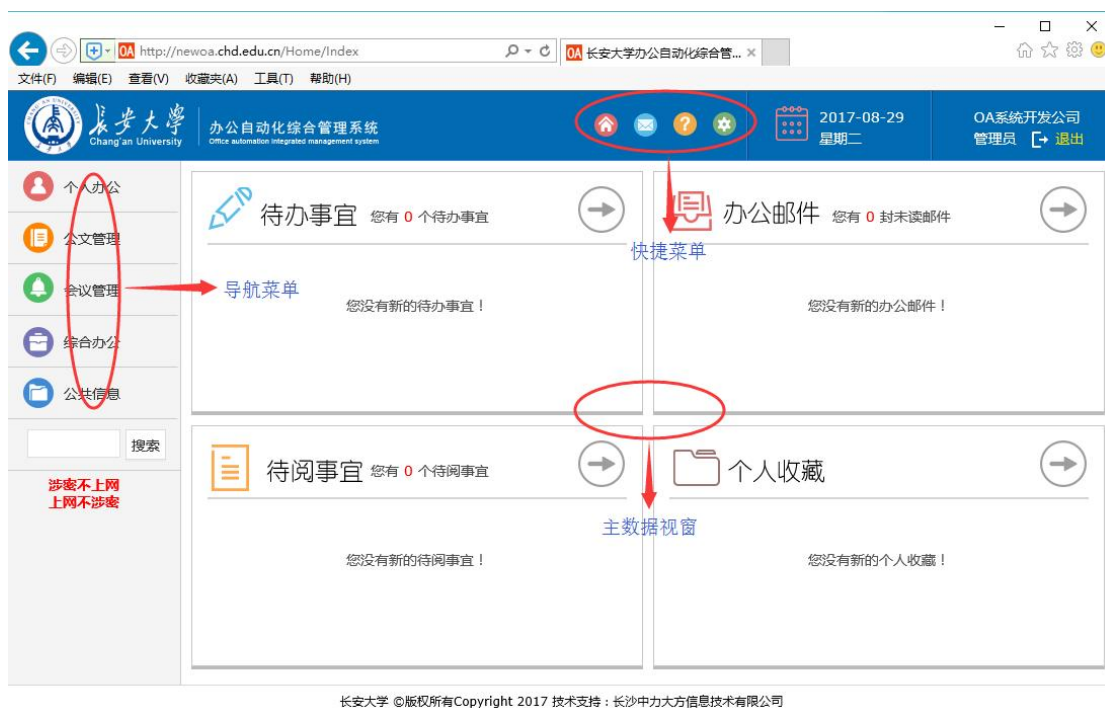 http://newoa.chd.edu.cn/Home/Index
OA 长安大学办公自动化综合管...
文件(F) 编辑(E) 查看(V) 收藏夹(A) 工具(T) 帮助(H)
长安大学
Chang'an University
办公自动化综合管理系统
Office automation integrated management system
2017-08-29
星期二
OA系统开发公司
管理员 退出
个人办公
公文管理
会议管理
综合办公
公共信息
搜索
涉密不上网
上网不涉密
导航菜单
快捷菜单
待办事宜 您有 0 个待办事宜
您没有新的待办事宜！
办公邮件 您有 0 封未读邮件
您没有新的办公邮件！
待阅事宜 您有 0 个待阅事宜
您没有新的待阅事宜！
主数据视窗
个人收藏
您没有新的个人收藏！
长安大学 ©版权所有Copyright 2017 技术支持：长沙中力大方信息技术有限公司